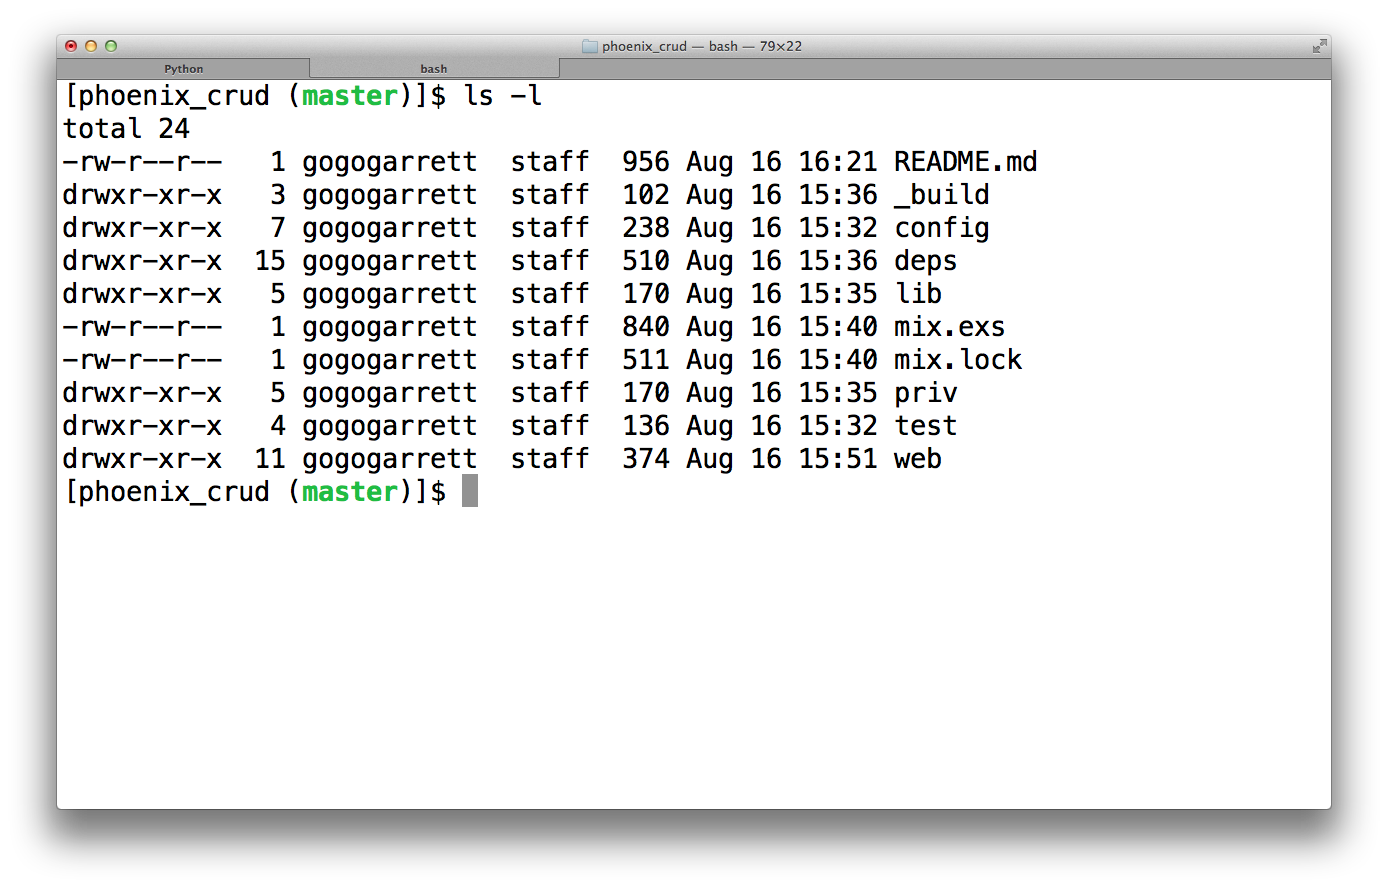 phoenix_crud — bash — 79×22
Python bash
[phoenix_crud (master)]$ ls -l
total 24
-rw-r--r--   1 gogogarrett  staff  956 Aug 16 16:21 README.md
drwxr-xr-x   3 gogogarrett  staff  102 Aug 16 15:36 _build
drwxr-xr-x   7 gogogarrett  staff  238 Aug 16 15:32 config
drwxr-xr-x  15 gogogarrett  staff  510 Aug 16 15:36 deps
drwxr-xr-x   5 gogogarrett  staff  170 Aug 16 15:35 lib
-rw-r--r--   1 gogogarrett  staff  840 Aug 16 15:40 mix.exs
-rw-r--r--   1 gogogarrett  staff  511 Aug 16 15:40 mix.lock
drwxr-xr-x   5 gogogarrett  staff  170 Aug 16 15:35 priv
drwxr-xr-x   4 gogogarrett  staff  136 Aug 16 15:32 test
drwxr-xr-x  11 gogogarrett  staff  374 Aug 16 15:51 web
[phoenix_crud (master)]$